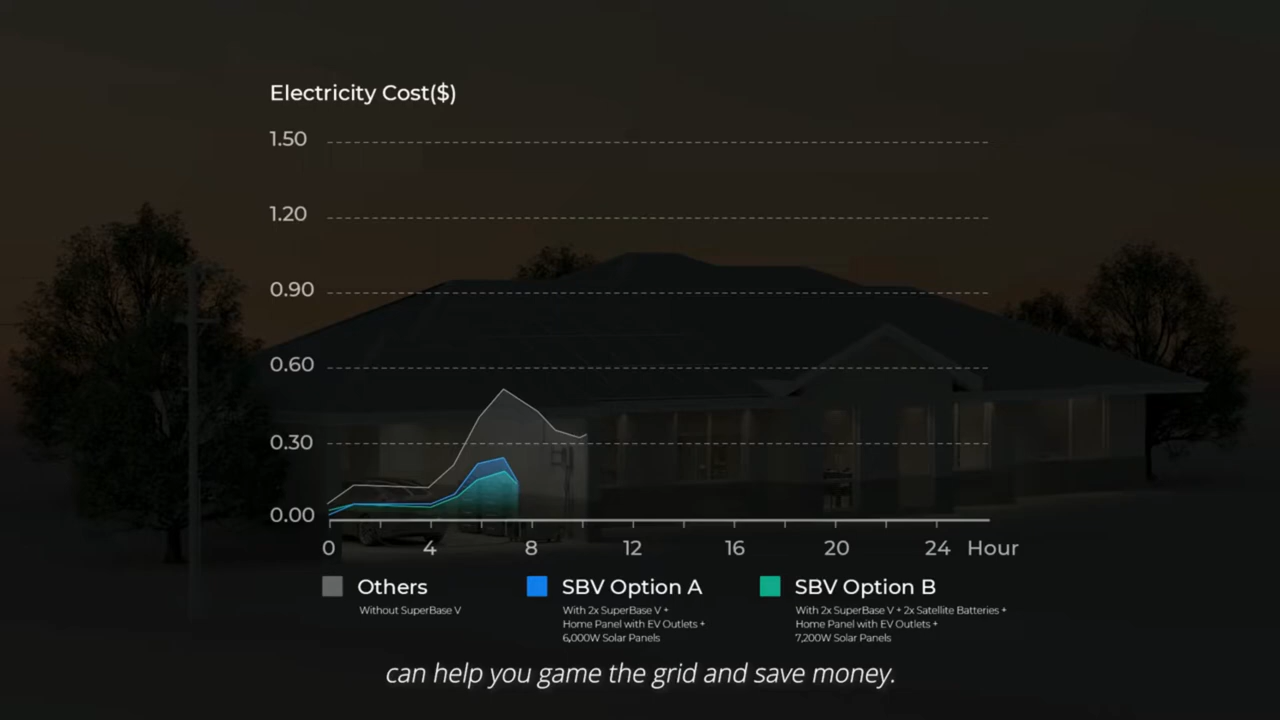 Electricity Cost($)
1.50
1.20
0.90
0.60
0.30
0.00
0 4 8 12 16 20 24 Hour
Others SBV Option A SBV Option B
Without SuperBase V With 2x SuperBase V + With 2x SuperBase V + 2x Satellite Batteries +
Home Panel with EV Outlets + Home Panel with EV Outlets +
6,000W Solar Panels 7,200W Solar Panels
can help you game the grid and save money.